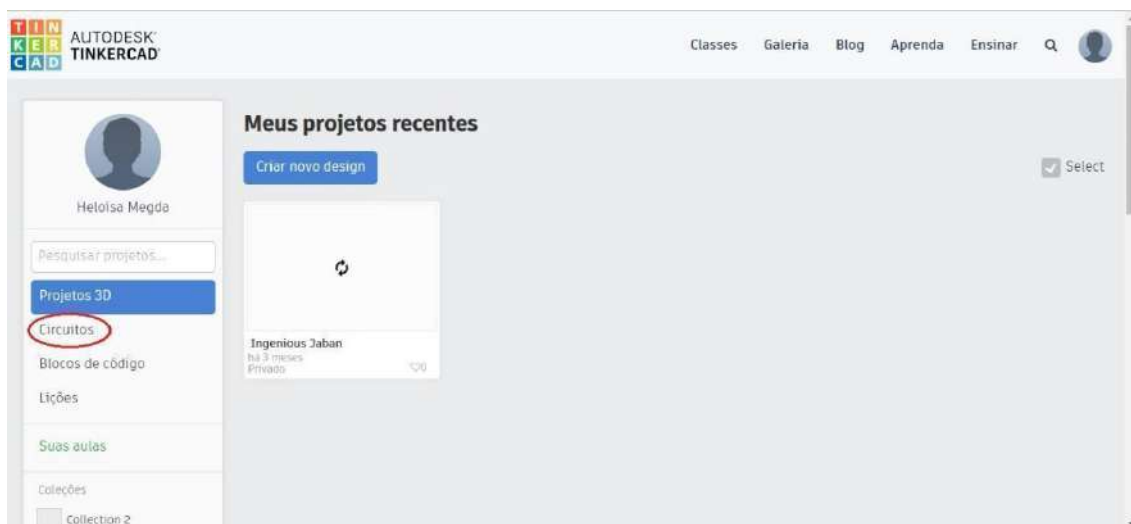 TIN
KER
CAD
AUTODESK®
TINKERCAD®
Classes Galeria Blog Aprenda Ensinar
Heloisa Megda
Pesquisar projetos...
Projetos 3D
Circuitos
Blocos de código
Lições
Suas aulas
Coleções
Collection 2
Meus projetos recentes
Criar novo design
Select
Ingenious Jaban
há 3 meses
Privado
0